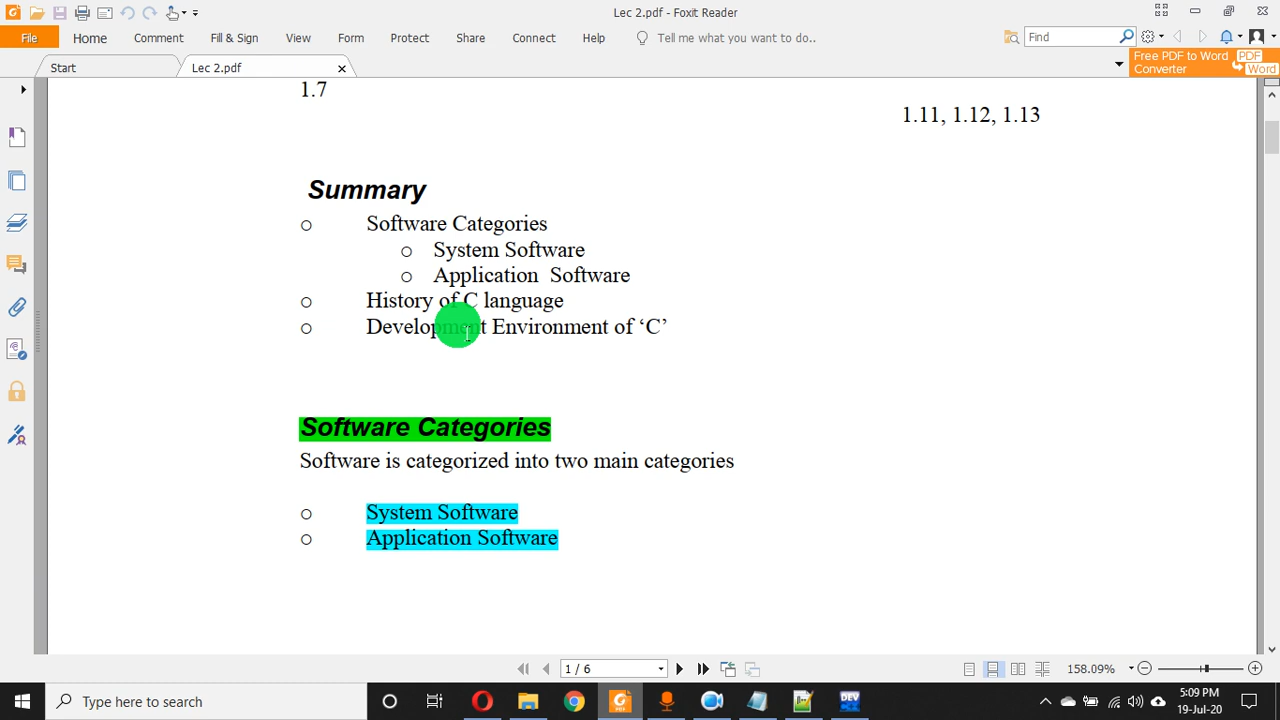 Lec 2.pdf - Foxit Reader
File Home Comment Fill & Sign View Form Protect Share Connect Help Tell me what you want to do.. Find
Start Lec 2.pdf
Free PDF to Word Converter PDF Word
1.7
1.11, 1.12, 1.13
Summary
o Software Categories
o System Software
o Application Software
o History of C language
o Development Environment of ‘C’
Software Categories
Software is categorized into two main categories
o System Software
o Application Software
1 / 6 158.09%
Type here to search
DEV
5:09 PM
19-Jul-20